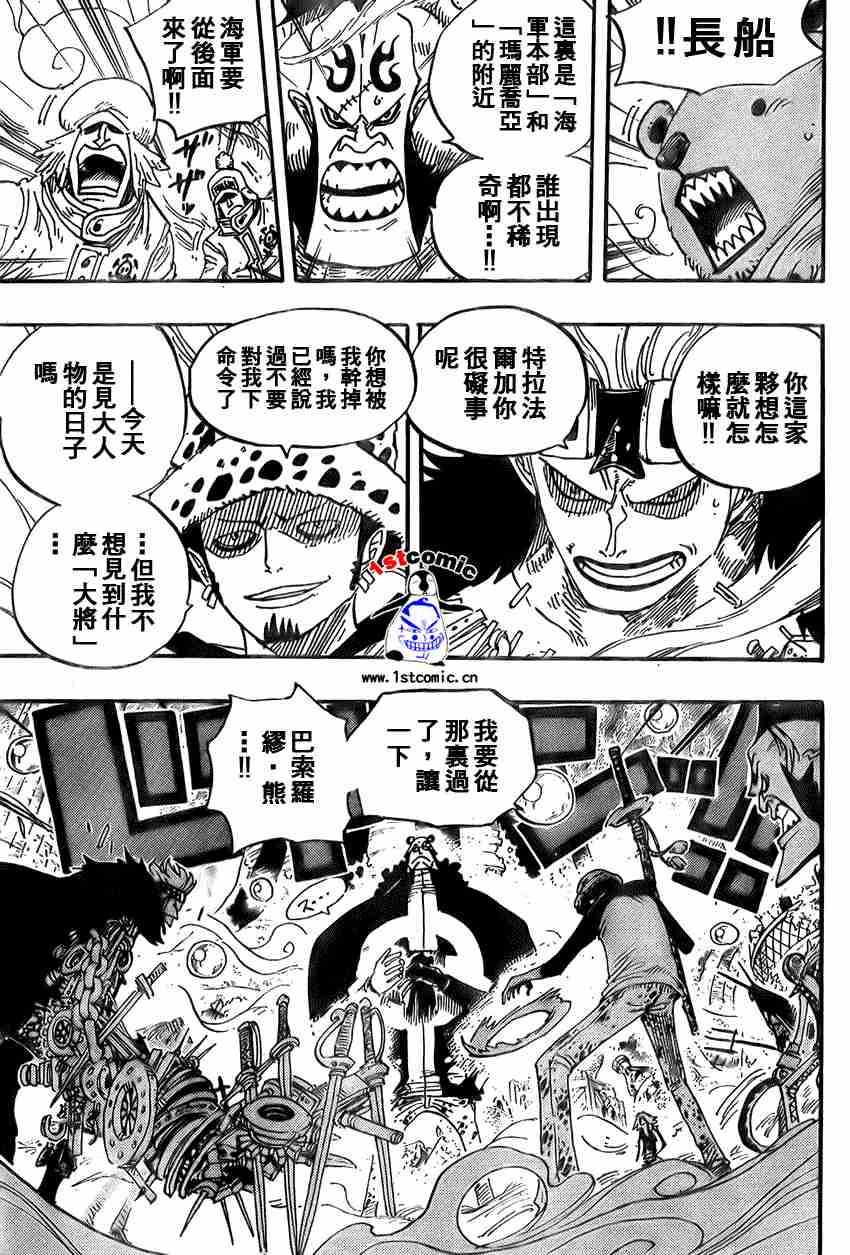 船長!!
這裏是「海
軍本部」和
「瑪麗喬亞
」的附近
誰出現
都不稀
奇啊…!!
海軍要
從後面
來了啊!!
你這家
夥想怎
麼就怎
樣嘛!!
特拉法
爾加你
很礙事
呢
你想被
我幹掉
嗎，我
已經說
過不要
對我下
命令了
——今天
是見大人
物的日子
嗎
…但我不
想見到什
麼「大將」
…
1stcomic
www.1stcomic.cn
我要從
那裏過
了，讓
一下
巴索羅
繆·熊
…!!
ス…